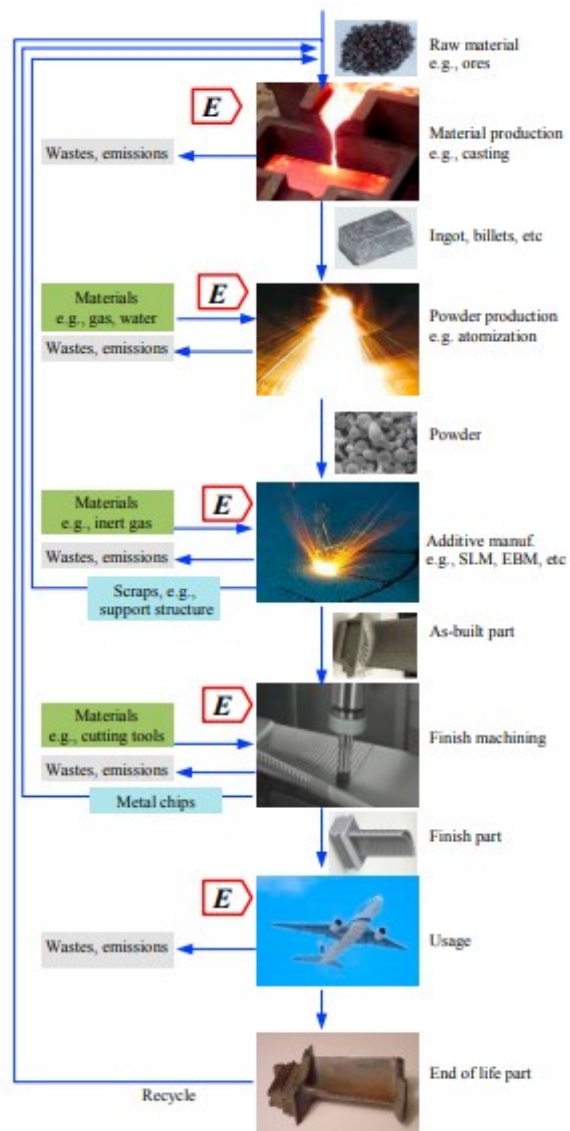 Raw material
e.g., ores
E
Material production
e.g., casting
Wastes, emissions
Ingot, billets, etc
E
Materials
e.g., gas, water
Wastes, emissions
Powder production
e.g. atomization
Powder
E
Materials
e.g., inert gas
Wastes, emissions
Scraps, e.g.,
support structure
Additive manuf.
e.g., SLM, EBM, etc
As-built part
E
Materials
e.g., cutting tools
Wastes, emissions
Metal chips
Finish machining
Finish part
E
Usage
Wastes, emissions
End of life part
Recycle